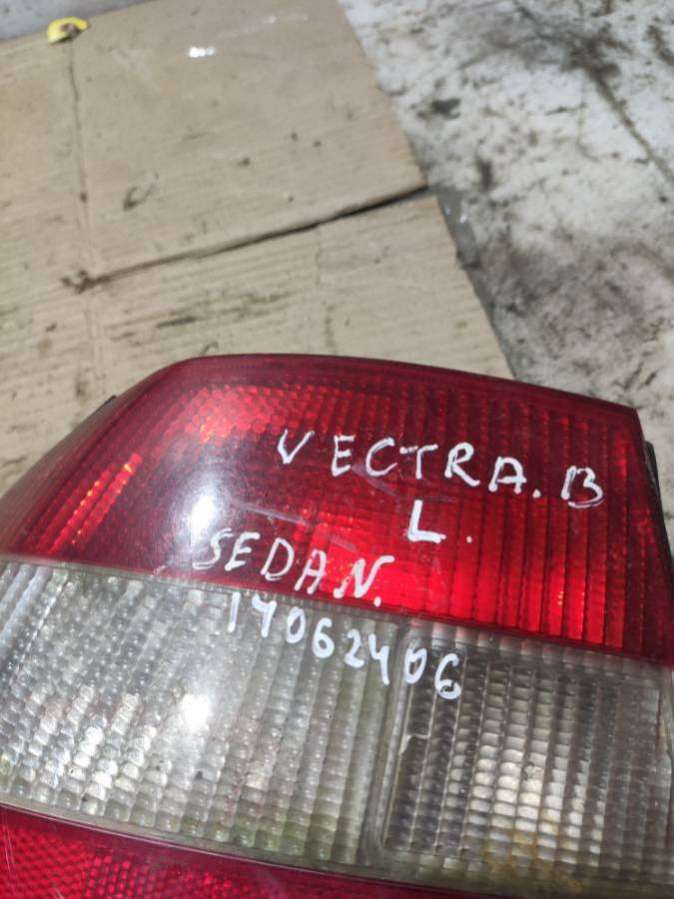 VECTRA. B
L.
SEDAN.
14062406